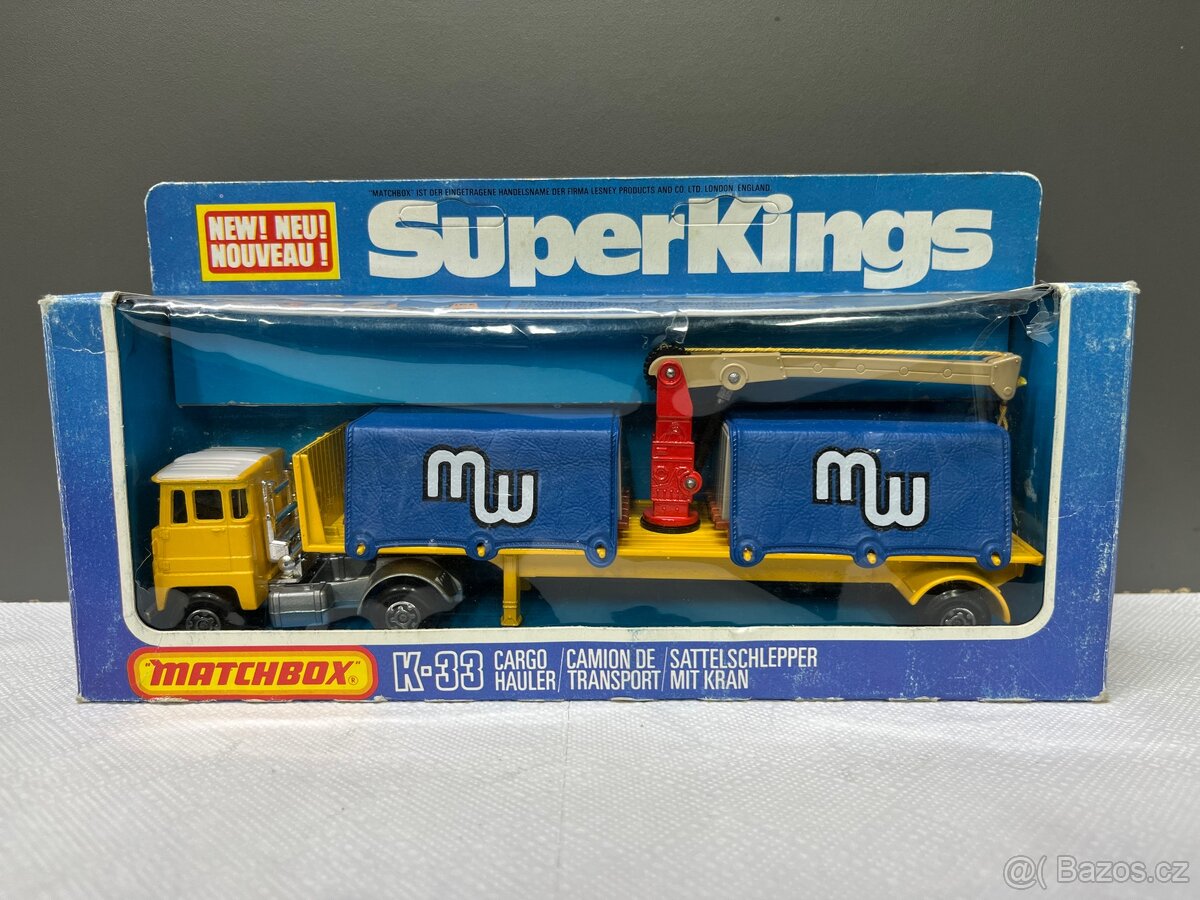 "MATCHBOX" IST DER EINGETRAGENE HANDELSNAME DER FIRMA LESNEY PRODUCTS AND CO. LTD. LONDON, ENGLAND.
NEW! NEU!
NOUVEAU!
SuperKings
mw
mw
"MATCHBOX"®
K-33
CARGO HAULER/
CAMION DE TRANSPORT/
SATTELSCHLEPPER MIT KRAN
@( Bazos.cz